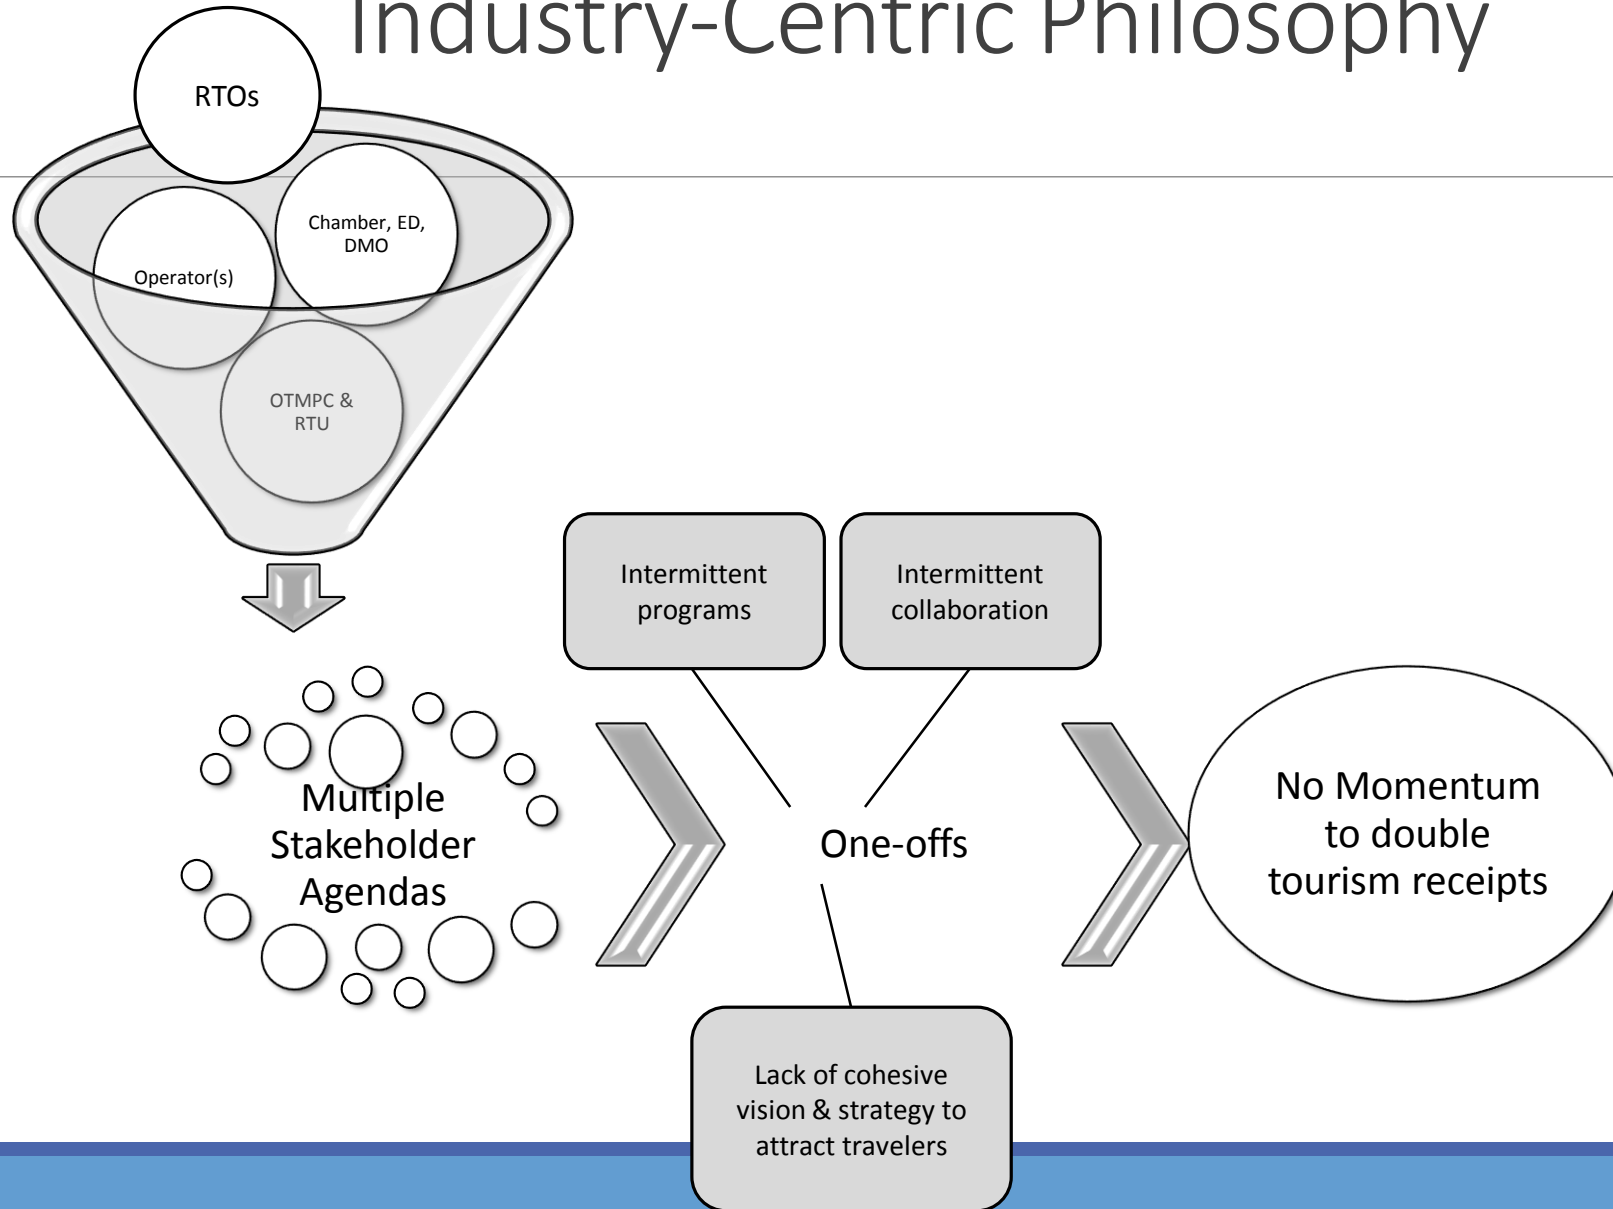 Industry-Centric Philosophy
RTOs
Chamber, ED,
DMO
Operator(s)
OTMPC &
RTU
Intermittent
programs
Intermittent
collaboration
Multiple
Stakeholder
Agendas
One-offs
No Momentum
to double
tourism receipts
Lack of cohesive
vision & strategy to
attract travelers